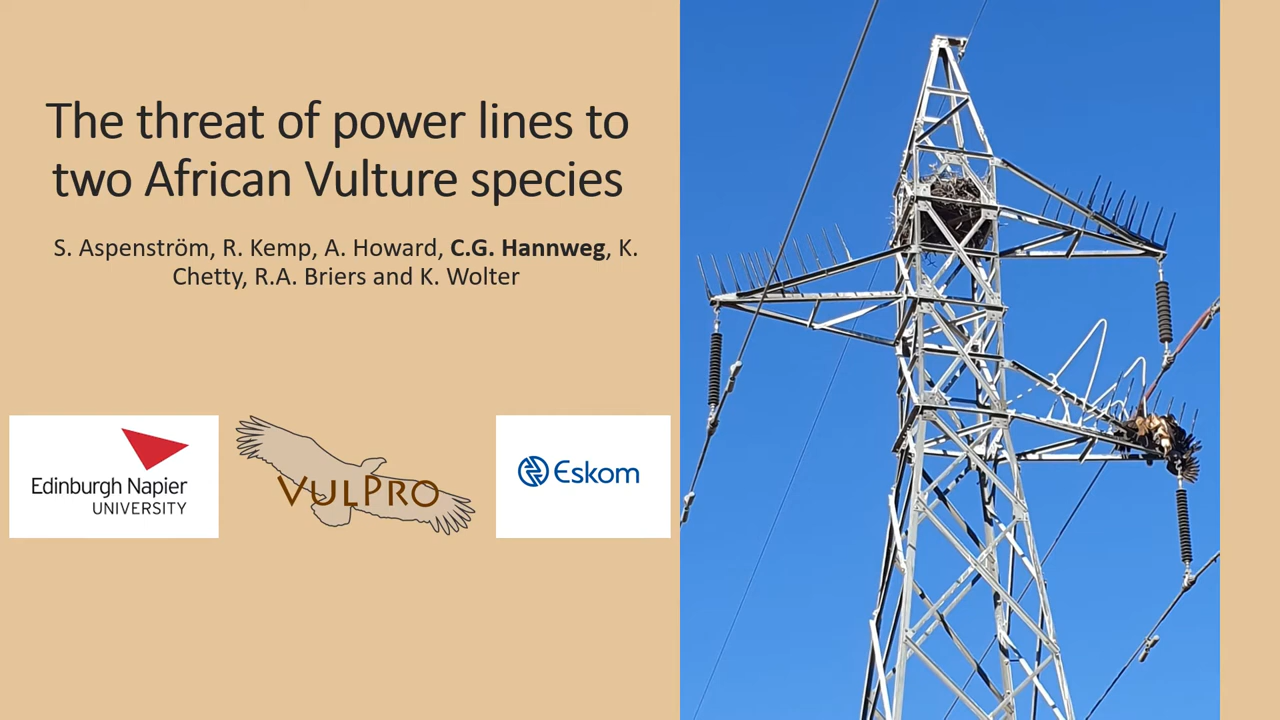 The threat of power lines to
two African Vulture species
S. Aspenström, R. Kemp, A. Howard, C.G. Hannweg, K.
Chetty, R.A. Briers and K. Wolter
Edinburgh Napier
UNIVERSITY
VULPRO
Eskom